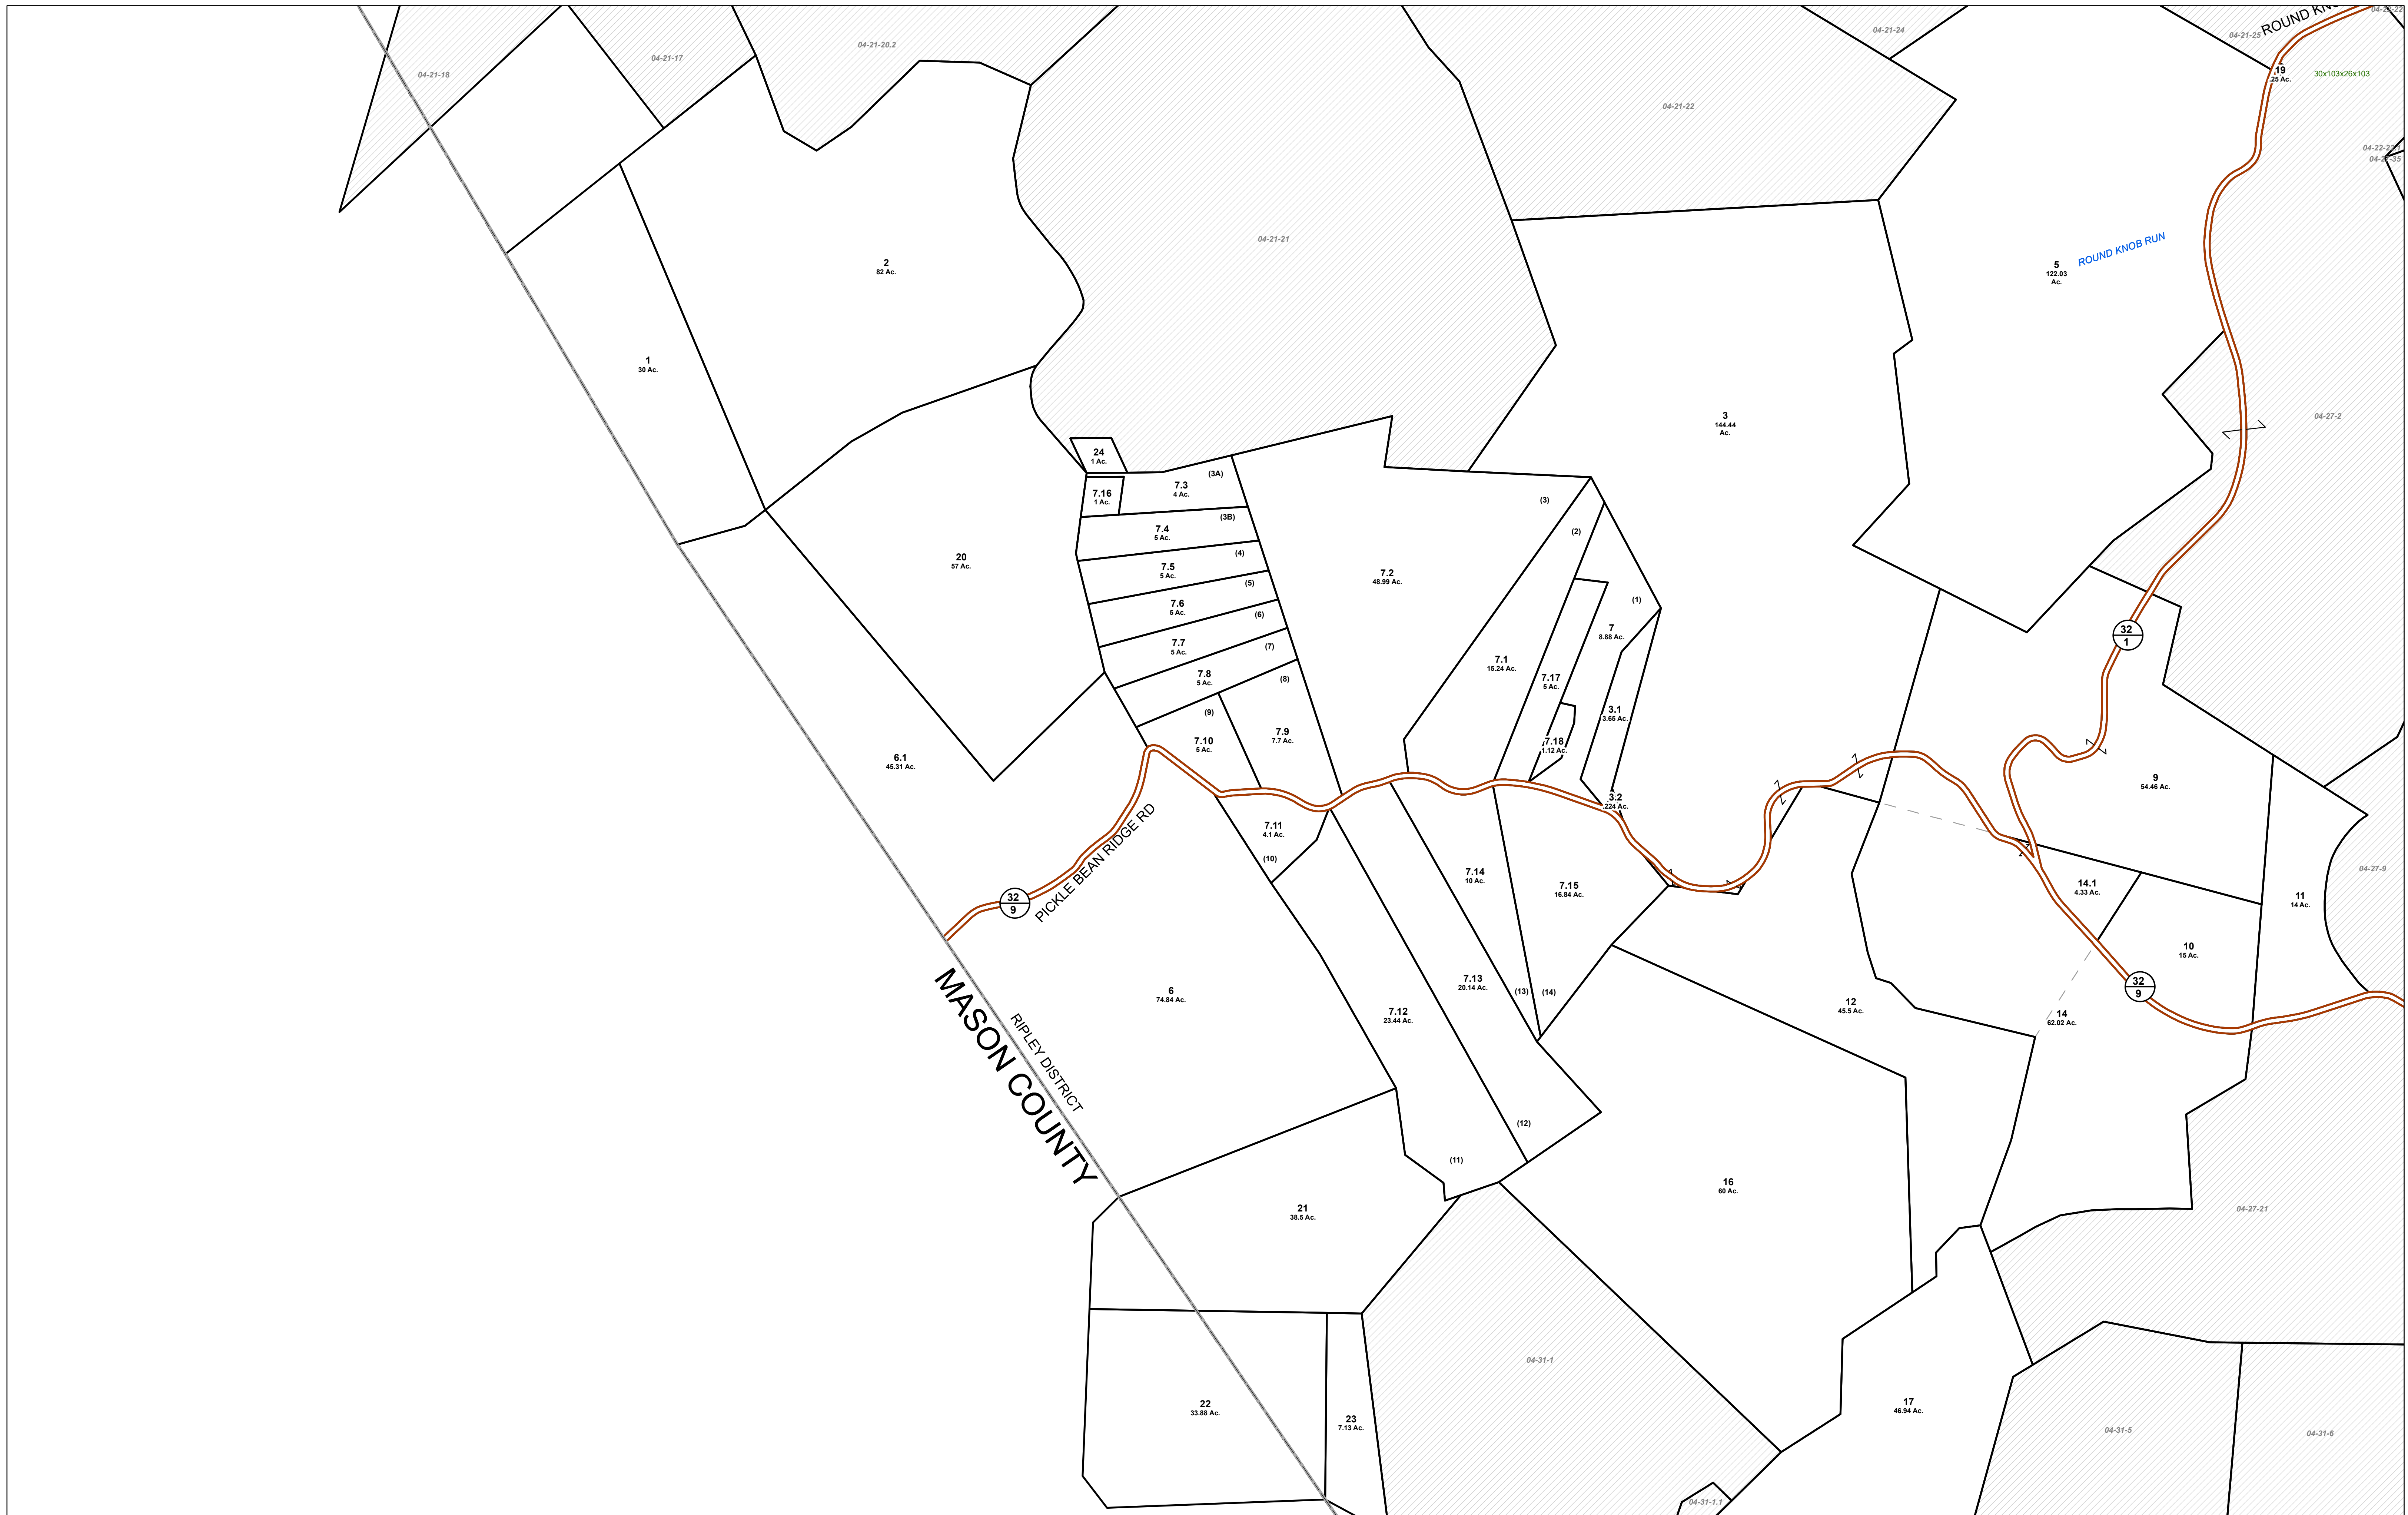 04-21-18
04-21-17
04-21-20.2
04-21-24
04-21-25
ROUND KN
19
.25 Ac.
30x103x26x103
04-21-22
04-21-21
2
82 Ac.
5
122.03
Ac.
ROUND KNOB RUN
1
30 Ac.
3
144.44
Ac.
04-27-2
24
1 Ac.
7.16
1 Ac.
7.3
4 Ac.
(3A)
(3B)
7.4
5 Ac.
(4)
7.5
5 Ac.
(5)
7.6
5 Ac.
(6)
7.7
5 Ac.
(7)
7.8
5 Ac.
(8)
(9)
7.9
7.7 Ac.
7.10
5 Ac.
20
57 Ac.
7.2
48.99 Ac.
(3)
(2)
(1)
7
8.88 Ac.
7.1
15.24 Ac.
7.17
5 Ac.
7.18
1.12 Ac.
3.1
3.65 Ac.
3.2
.224 Ac.
32
1
6.1
45.31 Ac.
9
54.46 Ac.
7.11
4.1 Ac.
(10)
PICKLE BEAN RIDGE RD
32
9
7.14
10 Ac.
7.15
16.84 Ac.
14.1
4.33 Ac.
11
14 Ac.
04-27-9
10
15 Ac.
32
9
6
74.84 Ac.
7.13
20.14 Ac.
(13)
(14)
7.12
23.44 Ac.
12
45.5 Ac.
14
62.02 Ac.
MASON COUNTY
RIPLEY DISTRICT
(12)
(11)
16
60 Ac.
21
38.5 Ac.
04-27-21
04-31-1
22
33.88 Ac.
23
7.13 Ac.
17
46.94 Ac.
04-31-5
04-31-6
04-31-1.1